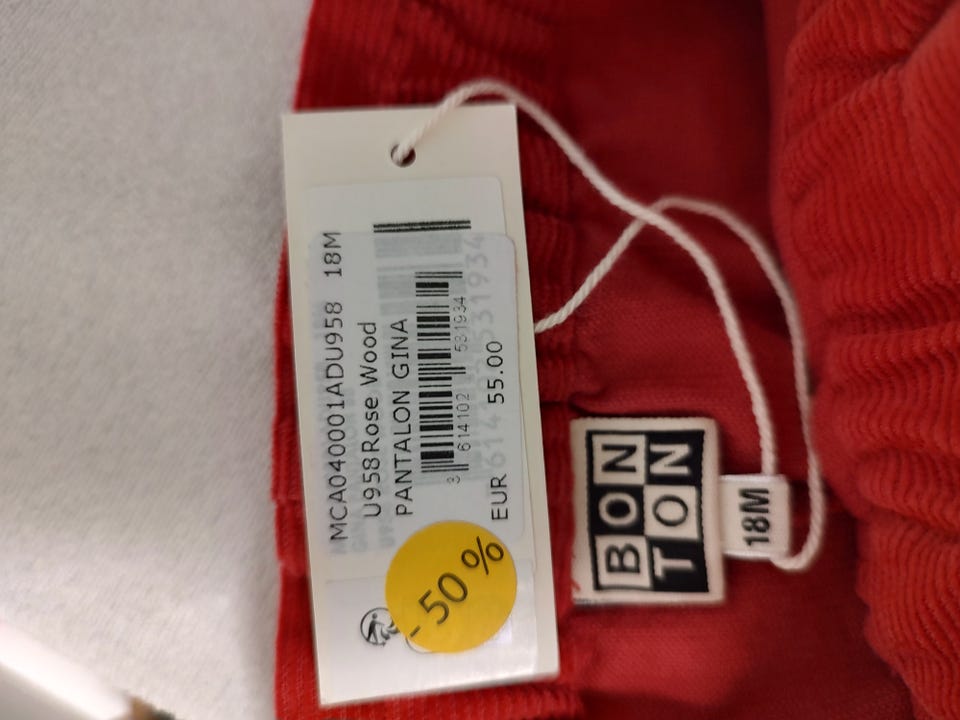 MCA040001ADU958 18M
U958Rose Wood
PANTALON GINA
3 614102 531934
EUR 55.00
-50%
BON
TON
18M